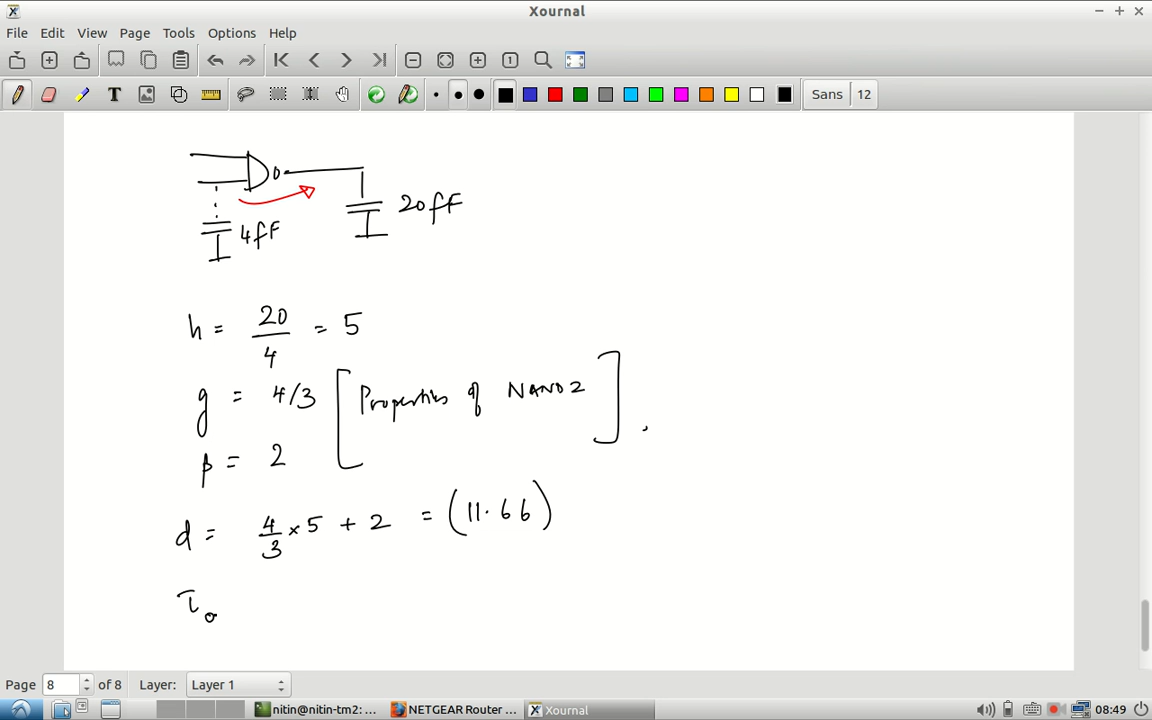 Xournal
File Edit View Page Tools Options Help
Sans 12
4fF
20fF
h = 20/4 = 5
g = 4/3 [Properties of NAND2]
p = 2
d = 4/3 × 5 + 2 = (11.66)
τ₀
Page 8 of 8 Layer: Layer 1
nitin@nitin-tm2: ... NETGEAR Router ... Xournal 08:49